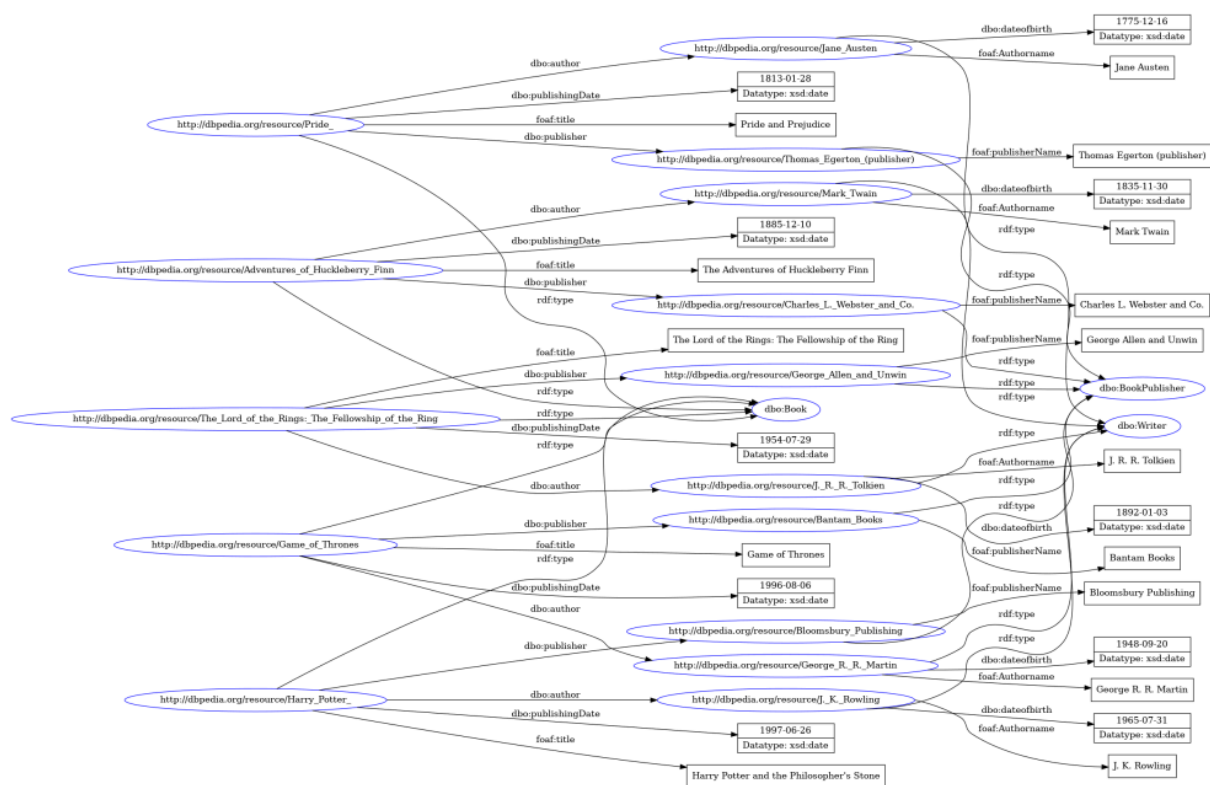 1775-12-16
dbo:dateofbirth
Datatype: xsd:date
http://dbpedia.org/resource/Jane_Austen
foaf:Authorname
dbo:author
Jane Austen
1813-01-28
dbo:publishingDate
Datatype: xsd:date
foaf:title
http://dbpedia.org/resource/Pride_
Pride and Prejudice
dbo:publisher
foaf:publisherName
http://dbpedia.org/resource/Thomas_Egerton_(publisher)
Thomas Egerton (publisher)
dbo:dateofbirth
1835-11-30
http://dbpedia.org/resource/Mark_Twain
Datatype: xsd:date
dbo:author
foaf:Authorname
1885-12-10
rdf:type
Mark Twain
dbo:publishingDate
Datatype: xsd:date
foaf:title
http://dbpedia.org/resource/Adventures_of_Huckleberry_Finn
The Adventures of Huckleberry Finn
rdf:type
dbo:publisher
rdf:type
foaf:publisherName
http://dbpedia.org/resource/Charles_L._Webster_and_Co.
Charles L. Webster and Co.
The Lord of the Rings: The Fellowship of the Ring
foaf:publisherName
George Allen and Unwin
foaf:title
rdf:type
dbo:publisher
http://dbpedia.org/resource/George_Allen_and_Unwin
rdf:type
dbo:BookPublisher
rdf:type
rdf:type
rdf:type
dbo:Book
http://dbpedia.org/resource/The_Lord_of_the_Rings:_The_Fellowship_of_the_Ring
dbo:publishingDate
dbo:Writer
rdf:type
1954-07-29
Datatype: xsd:date
rdf:type
foaf:Authorname
J. R. R. Tolkien
dbo:author
http://dbpedia.org/resource/J._R._R._Tolkien
rdf:type
rdf:type
1892-01-03
dbo:publisher
http://dbpedia.org/resource/Bantam_Books
dbo:dateofbirth
Datatype: xsd:date
http://dbpedia.org/resource/Game_of_Thrones
foaf:title
Game of Thrones
foaf:publisherName
Bantam Books
rdf:type
1996-08-06
dbo:publishingDate
Datatype: xsd:date
foaf:publisherName
Bloomsbury Publishing
dbo:author
rdf:type
http://dbpedia.org/resource/Bloomsbury_Publishing
dbo:publisher
rdf:type
1948-09-20
http://dbpedia.org/resource/George_R._R._Martin
dbo:dateofbirth
Datatype: xsd:date
foaf:Authorname
George R. R. Martin
http://dbpedia.org/resource/Harry_Potter_
dbo:author
http://dbpedia.org/resource/J._K._Rowling
dbo:dateofbirth
dbo:publishingDate
1965-07-31
foaf:Authorname
Datatype: xsd:date
1997-06-26
foaf:title
Datatype: xsd:date
J. K. Rowling
Harry Potter and the Philosopher's Stone